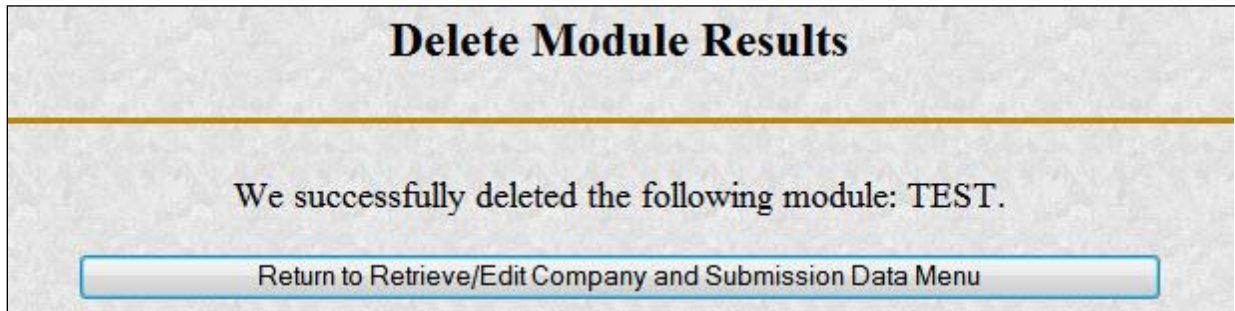 Delete Module Results
We successfully deleted the following module: TEST.
Return to Retrieve/Edit Company and Submission Data Menu